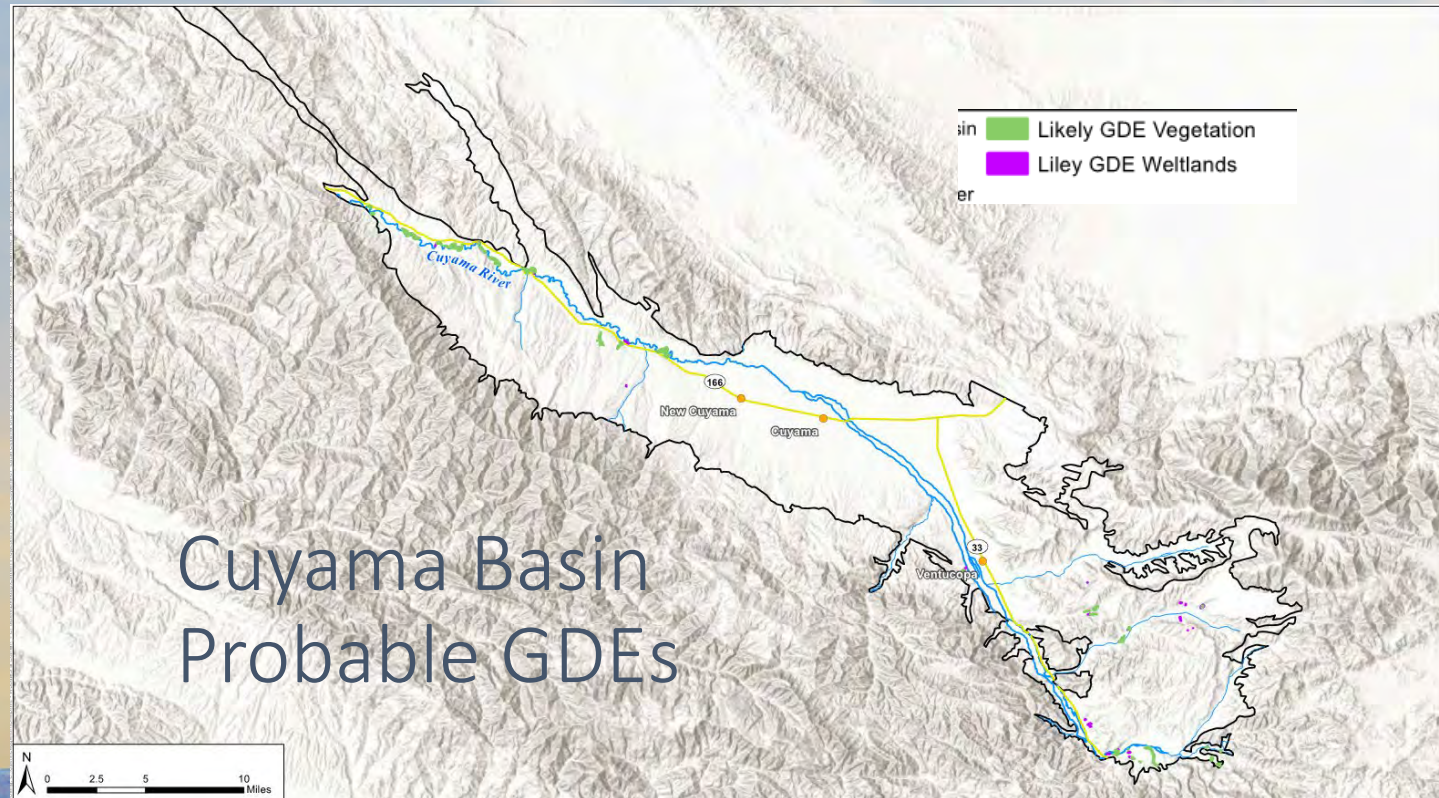 sin Likely GDE Vegetation
Liley GDE Weltlands
er
Cuyama River
166
New Cuyama
Cuyama
33
Ventucopa
Cuyama Basin
Probable GDEs
N
0 2.5 5 10
Miles